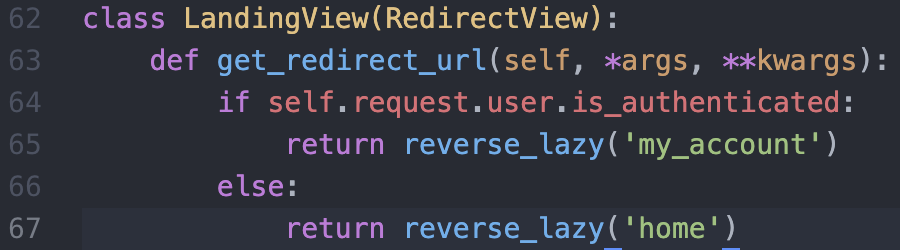 62 class LandingView(RedirectView):
63     def get_redirect_url(self, *args, **kwargs):
64         if self.request.user.is_authenticated:
65             return reverse_lazy('my_account')
66         else:
67             return reverse_lazy('home')